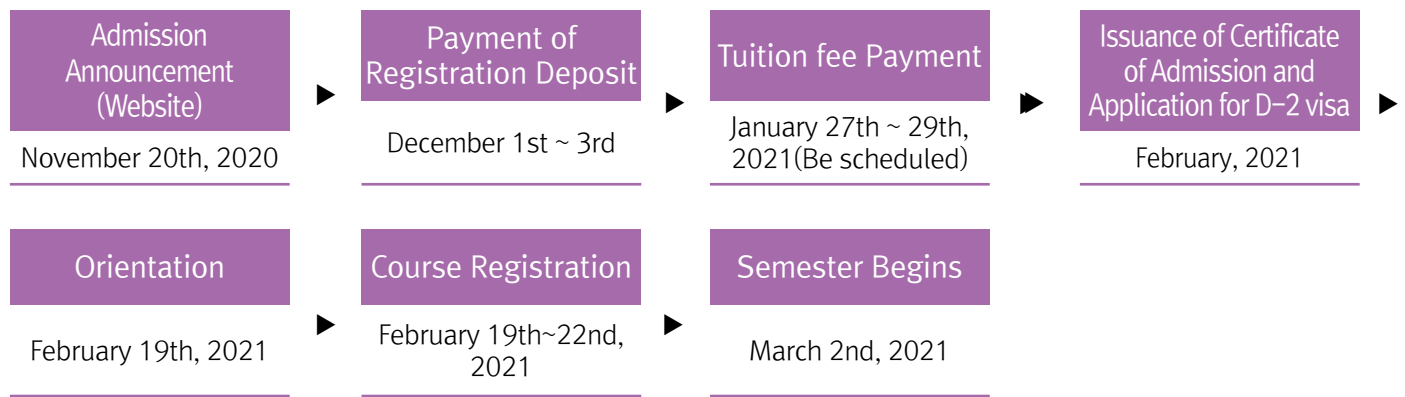 Admission
Announcement
(Website)
November 20th, 2020
Payment of
Registration Deposit
December 1st ~ 3rd
Tuition fee Payment
January 27th ~ 29th,
2021(Be scheduled)
Issuance of Certificate
of Admission and
Application for D-2 visa
February, 2021
Orientation
February 19th, 2021
Course Registration
February 19th~22nd,
2021
Semester Begins
March 2nd, 2021